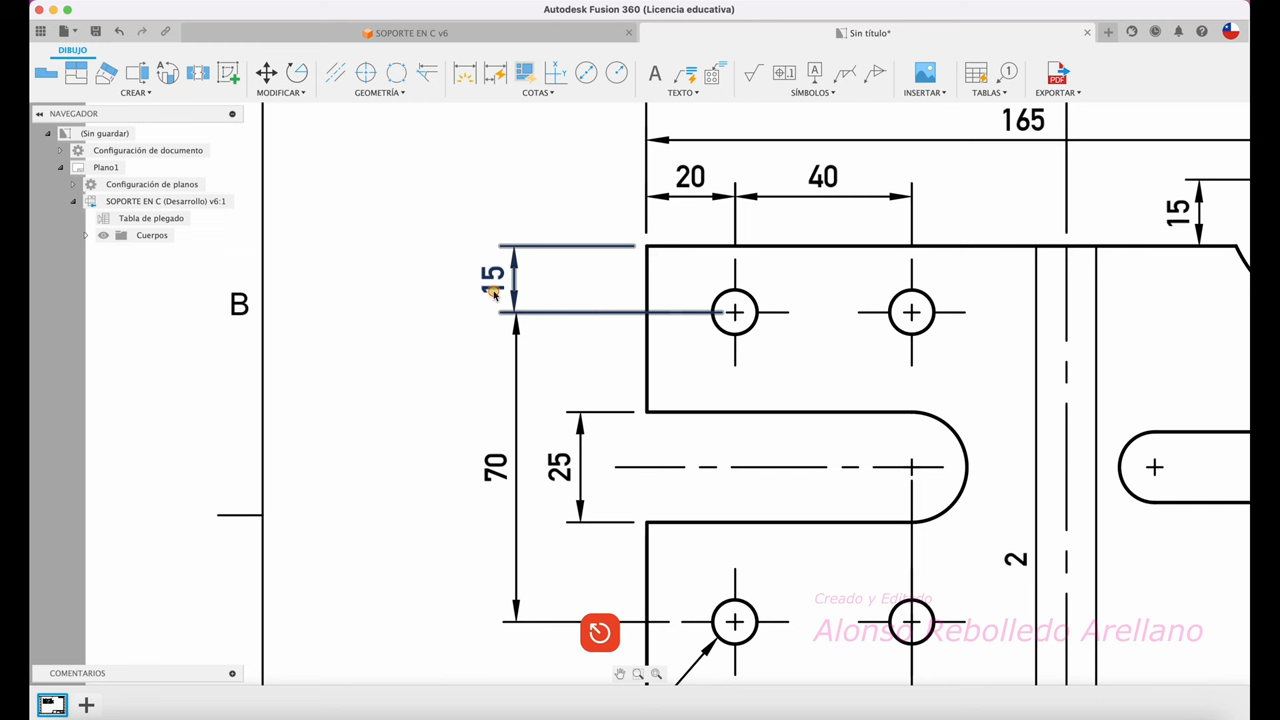 Autodesk Fusion 360 (Licencia educativa)
SOPORTE EN C v6
Sin título*
DIBUJO
CREAR
MODIFICAR
GEOMETRÍA
COTAS
TEXTO
SÍMBOLOS
INSERTAR
TABLAS
EXPORTAR
NAVEGADOR
(Sin guardar)
Configuración de documento
Plano1
Configuración de planos
SOPORTE EN C (Desarrollo) v6:1
Tabla de plegado
Cuerpos
165
20
40
15
15
B
70
25
2
Creado y Editado
Alonso Rebolledo Arellano
COMENTARIOS